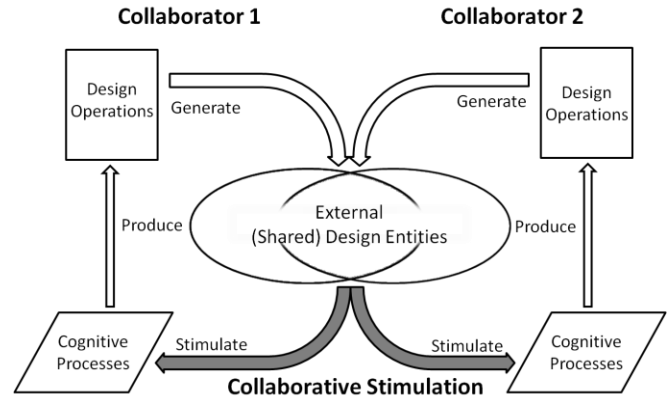 Collaborator 1
Collaborator 2
Design
Operations
Generate
Generate
Design
Operations
External
(Shared) Design Entities
Produce
Produce
Cognitive
Processes
Stimulate
Stimulate
Cognitive
Processes
Collaborative Stimulation